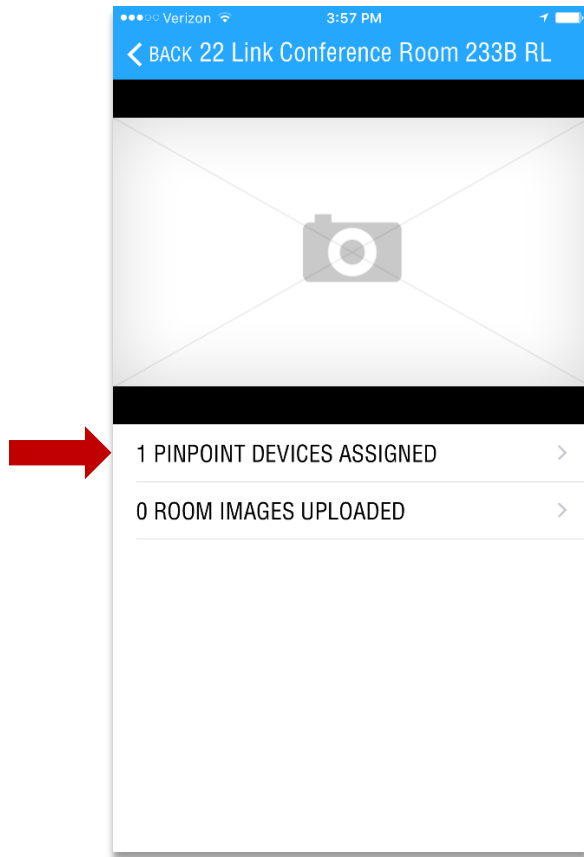 Verizon 3:57 PM
BACK 22 Link Conference Room 233B RL
1 PINPOINT DEVICES ASSIGNED
0 ROOM IMAGES UPLOADED